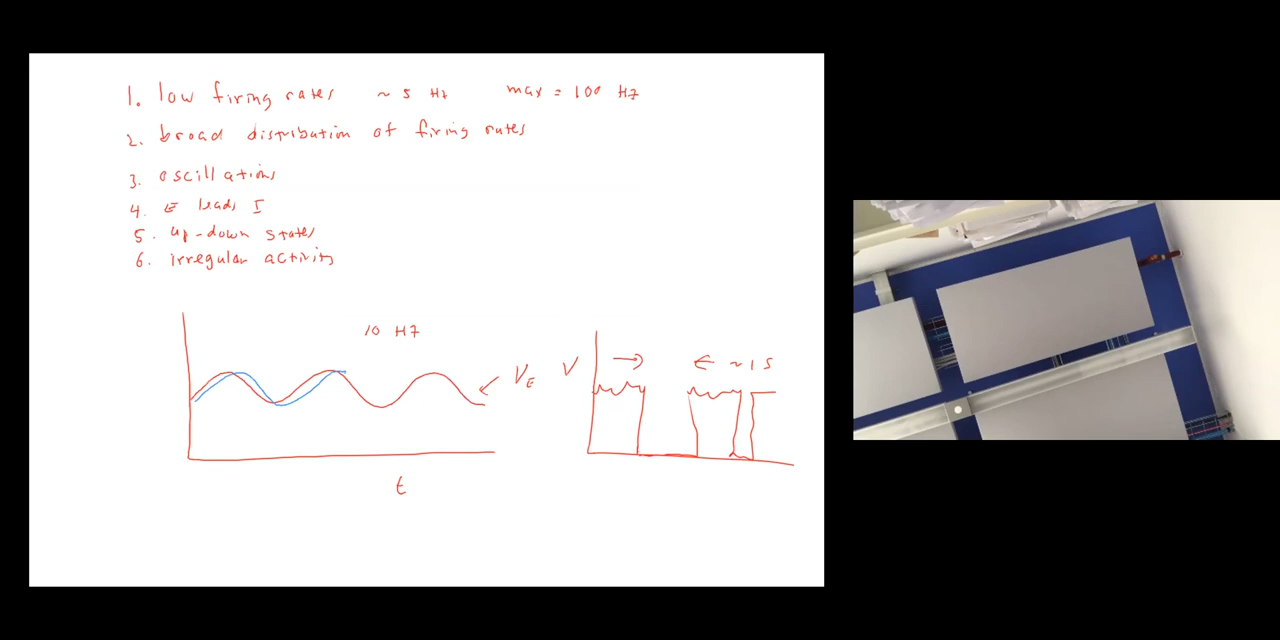 1. low firing rates ~ 5 Hz max = 100 Hz
2. broad distribution of firing rates
3. oscillations
4. E leads I
5. up-down states
6. irregular activity
10 Hz
ν_E
ν
→ ← ~1 s
t